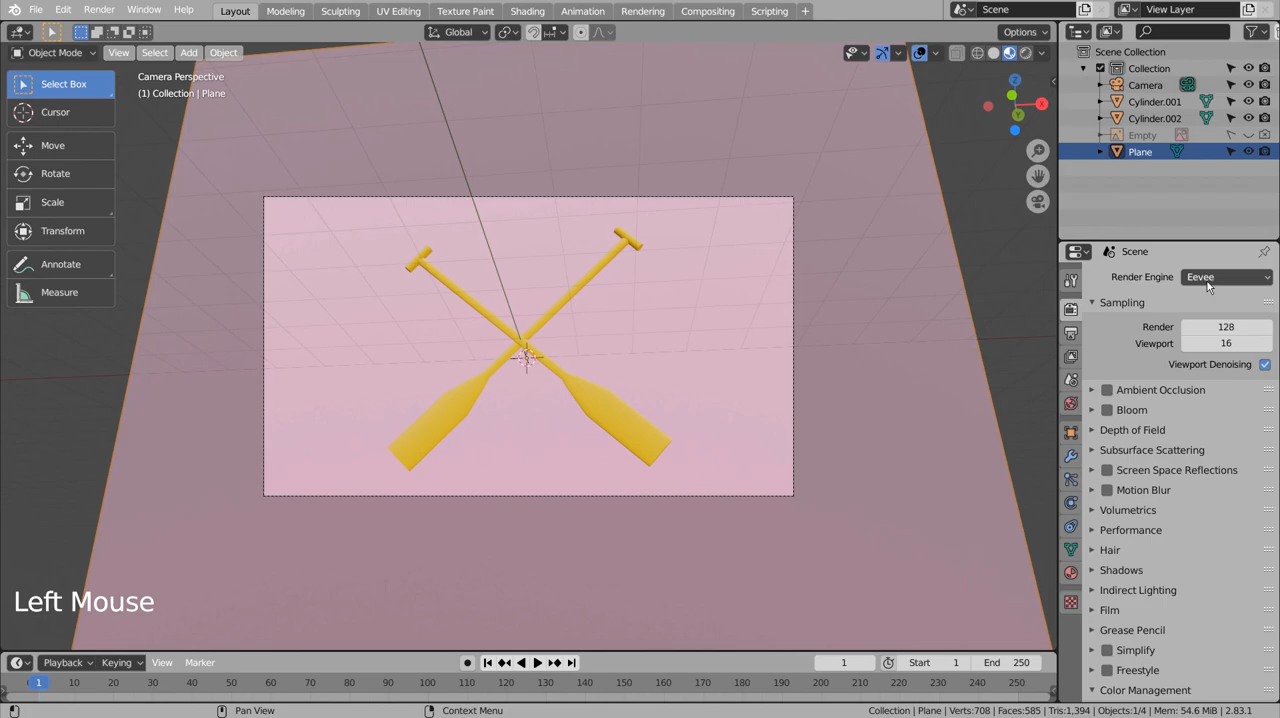 File Edit Render Window Help Layout Modeling Sculpting UV Editing Texture Paint Shading Animation Rendering Compositing Scripting + Scene View Layer
Global Options
Object Mode View Select Add Object
Scene Collection
Collection
Camera
Cylinder.001
Cylinder.002
Empty
Plane
Select Box
Cursor
Move
Rotate
Scale
Transform
Annotate
Measure
Camera Perspective
(1) Collection | Plane
Z
X
Y
Scene
Render Engine Eevee
Sampling
Render 128
Viewport 16
Viewport Denoising
Ambient Occlusion
Bloom
Depth of Field
Subsurface Scattering
Screen Space Reflections
Motion Blur
Volumetrics
Performance
Hair
Shadows
Indirect Lighting
Film
Grease Pencil
Simplify
Freestyle
Color Management
Left Mouse
Playback Keying View Marker 1 Start 1 End 250
1 10 20 30 40 50 60 70 80 90 100 110 120 130 140 150 160 170 180 190 200 210 220 230 240 250
Pan View Context Menu Collection | Plane | Verts:708 | Faces:585 | Tris:1,394 | Objects:1/4 | Mem: 54.6 MiB | 2.83.1